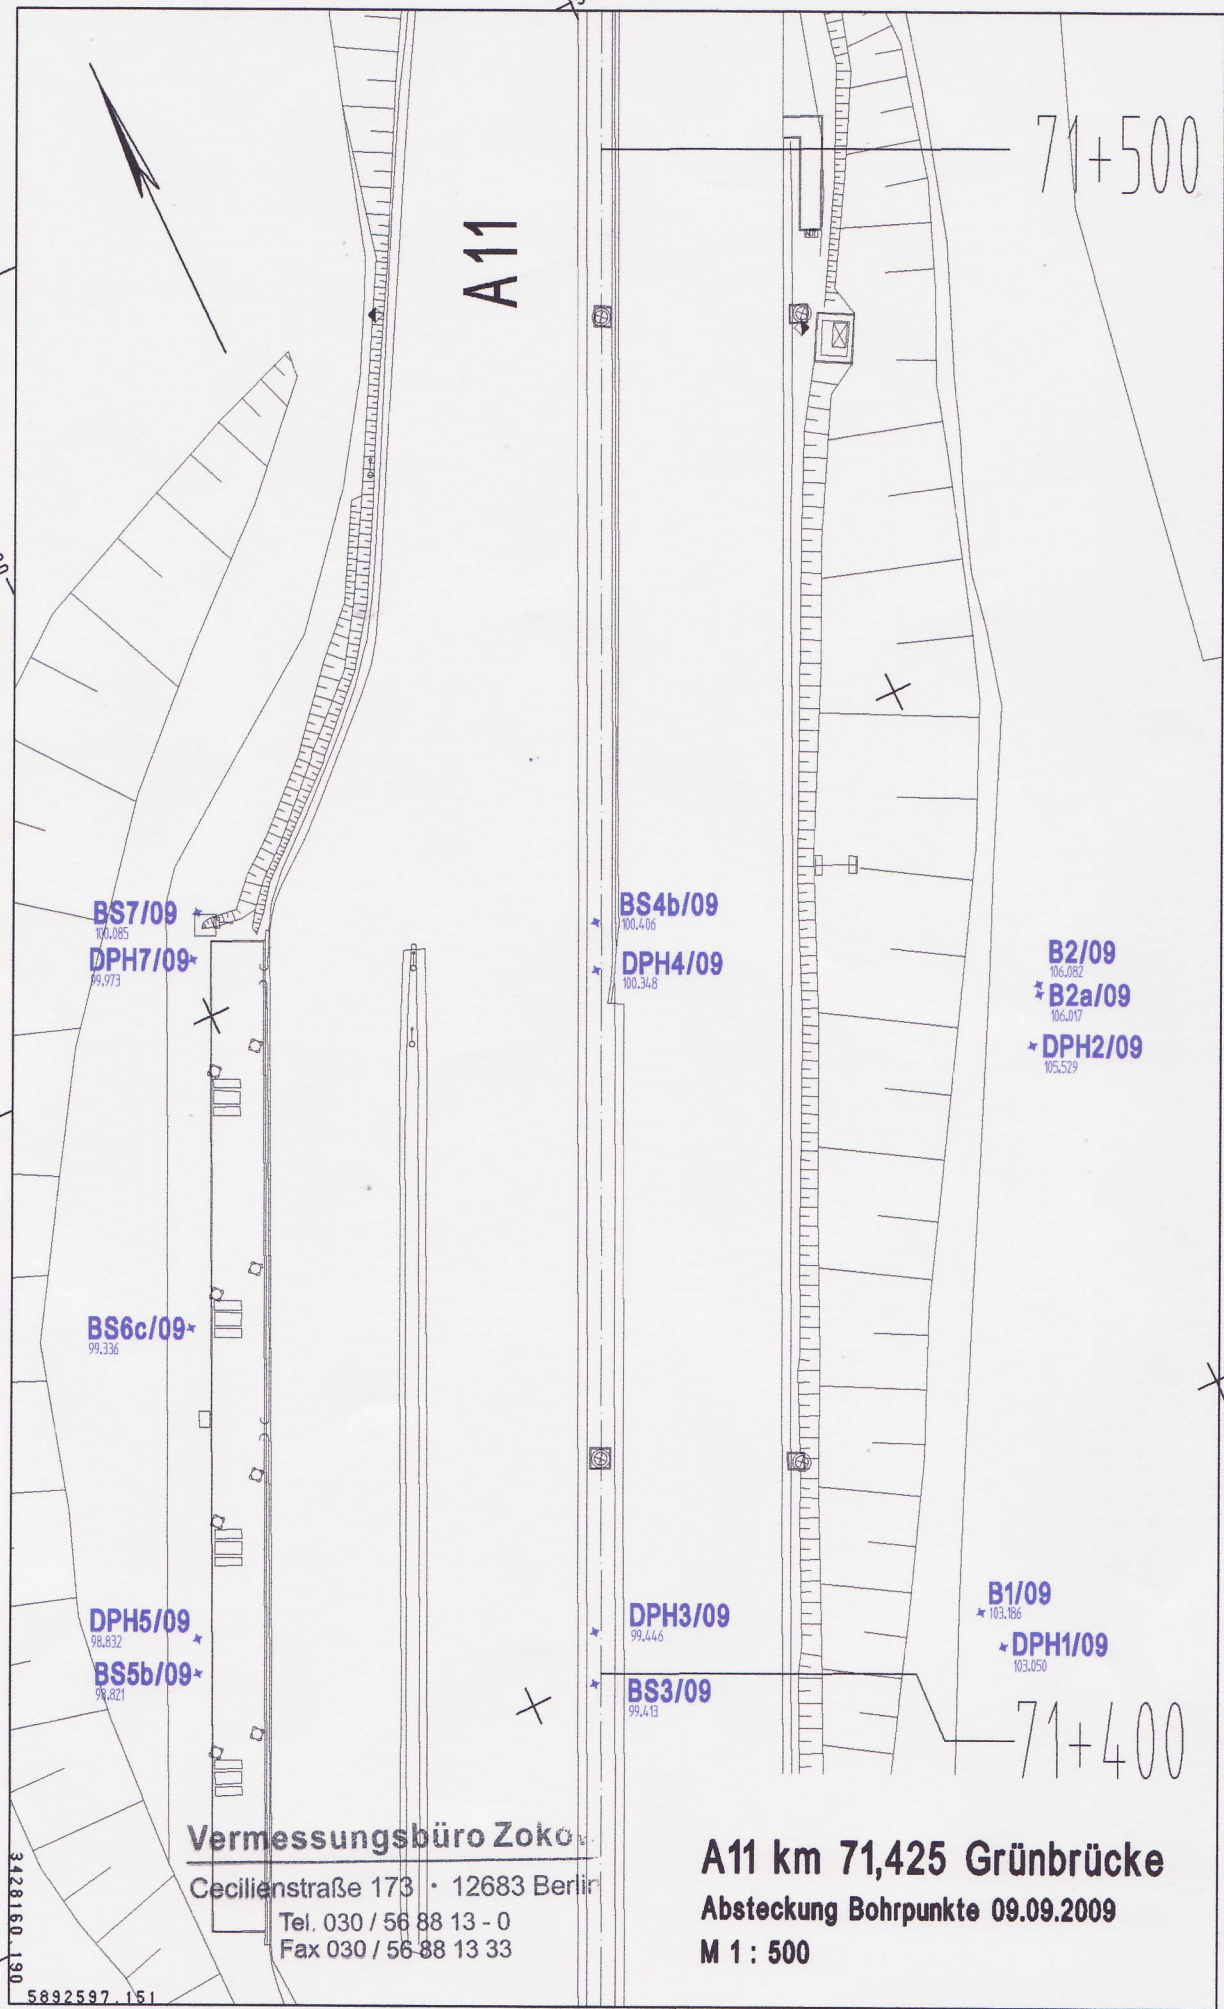 71+500
A11
NOT
BS7/09
100.085
DPH7/09
99.973
BS4b/09
100.406
DPH4/09
100.348
B2/09
106.082
B2a/09
106.017
DPH2/09
105.529
BS6c/09
99.336
DPH5/09
98.832
BS5b/09
98.821
DPH3/09
99.446
BS3/09
99.413
B1/09
103.186
DPH1/09
103.050
71+400
Vermessungsbüro
Cecilienstraße 173 · 12683 Berlin
Tel. 030 / 56 88 13 - 0
Fax 030 / 56 88 13 33
A11 km 71,425 Grünbrücke
Absteckung Bohrpunkte 09.09.2009
M 1 : 500
3428160.190
5892597.151